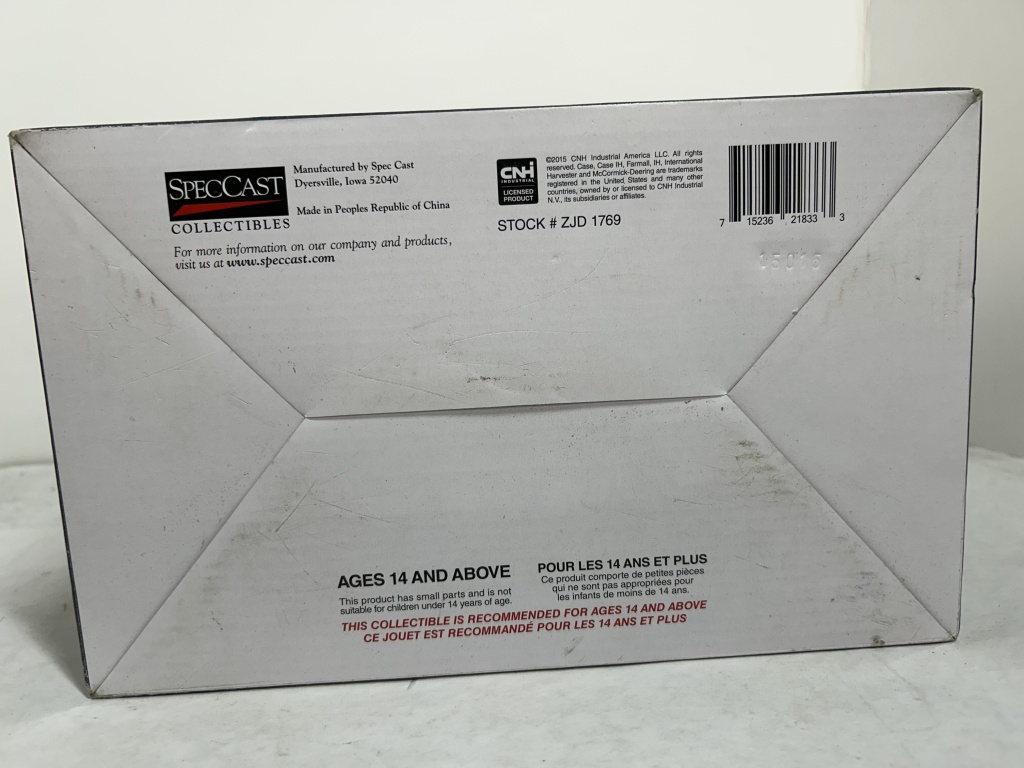 SPECCAST
COLLECTIBLES
Manufactured by Spec Cast
Dyersville, Iowa 52040
Made in Peoples Republic of China
For more information on our company and products,
visit us at www.speccast.com
CNH
INDUSTRIAL
LICENSED
PRODUCT
©2015 CNH Industrial America LLC. All rights
reserved. Case, Case IH, Farmall, IH, International
Harvester and McCormick-Deering are trademarks
registered in the United States and many other
countries, owned by or licensed to CNH Industrial
N.V., its subsidiaries or affiliates.
STOCK # ZJD 1769
7 15236 21833 3
AGES 14 AND ABOVE
This product has small parts and is not
suitable for children under 14 years of age.
POUR LES 14 ANS ET PLUS
Ce produit comporte de petites pièces
qui ne sont pas appropriées pour
les infants de moins de 14 ans.
THIS COLLECTIBLE IS RECOMMENDED FOR AGES 14 AND ABOVE
CE JOUET EST RECOMMANDÉ POUR LES 14 ANS ET PLUS